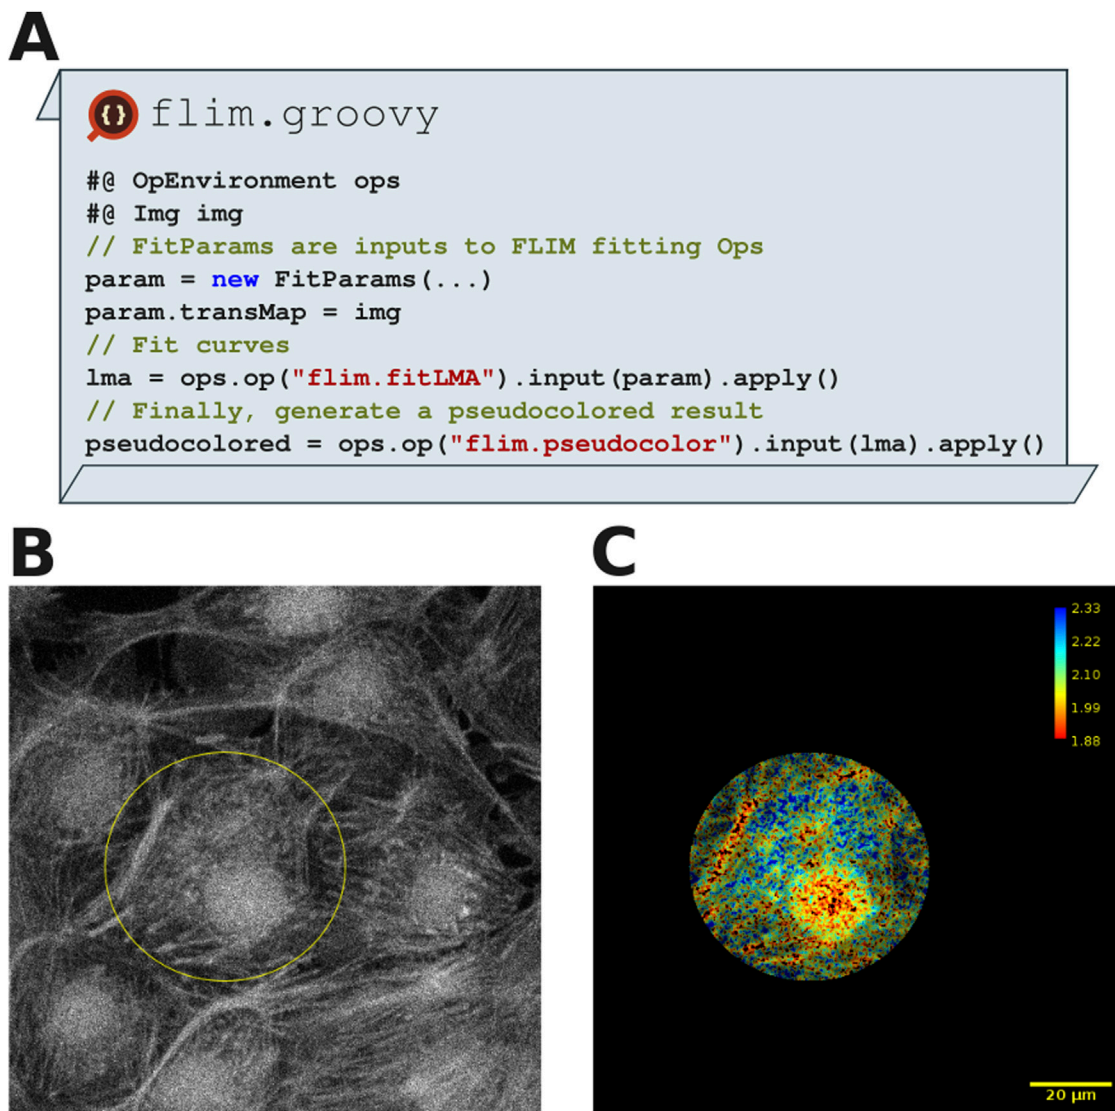 A
{} flim.groovy
#@ OpEnvironment ops
#@ Img img
// FitParams are inputs to FLIM fitting Ops
param = new FitParams(...)
param.transMap = img
// Fit curves
lma = ops.op("flim.fitLMA").input(param).apply()
// Finally, generate a pseudocolored result
pseudocolored = ops.op("flim.pseudocolor").input(lma).apply()
B
C
2.33
2.22
2.10
1.99
1.88
20 μm